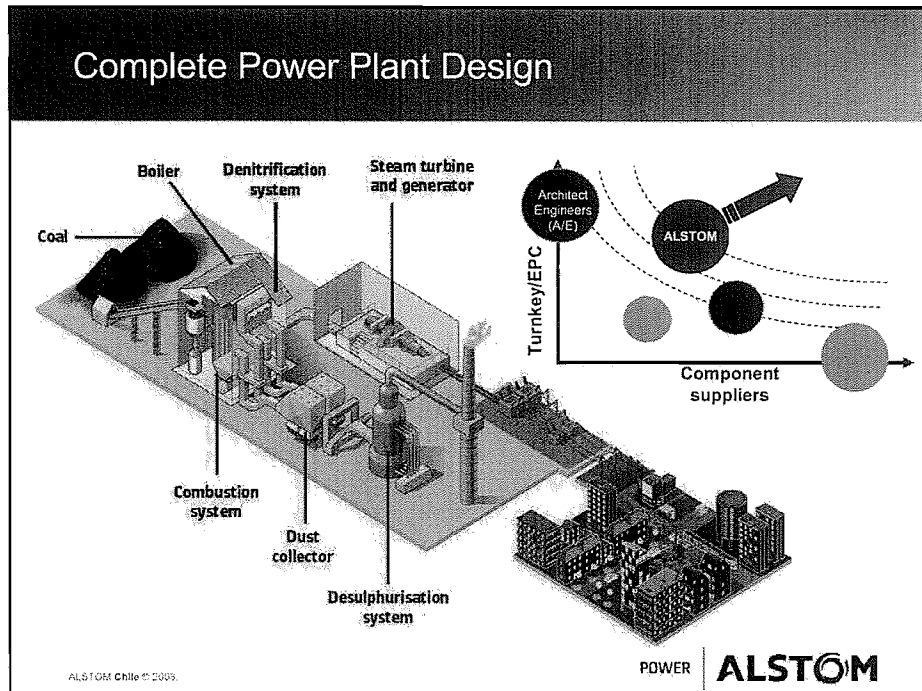 Complete Power Plant Design
Boiler
Denitrification
system
Steam turbine
and generator
Coal
Architect
Engineers
(A/E)
ALSTOM
Turnkey/EPC
Component
suppliers
Combustion
system
Dust
collector
Desulphurisation
system
ALSTOM Chile ©
POWER
ALSTOM